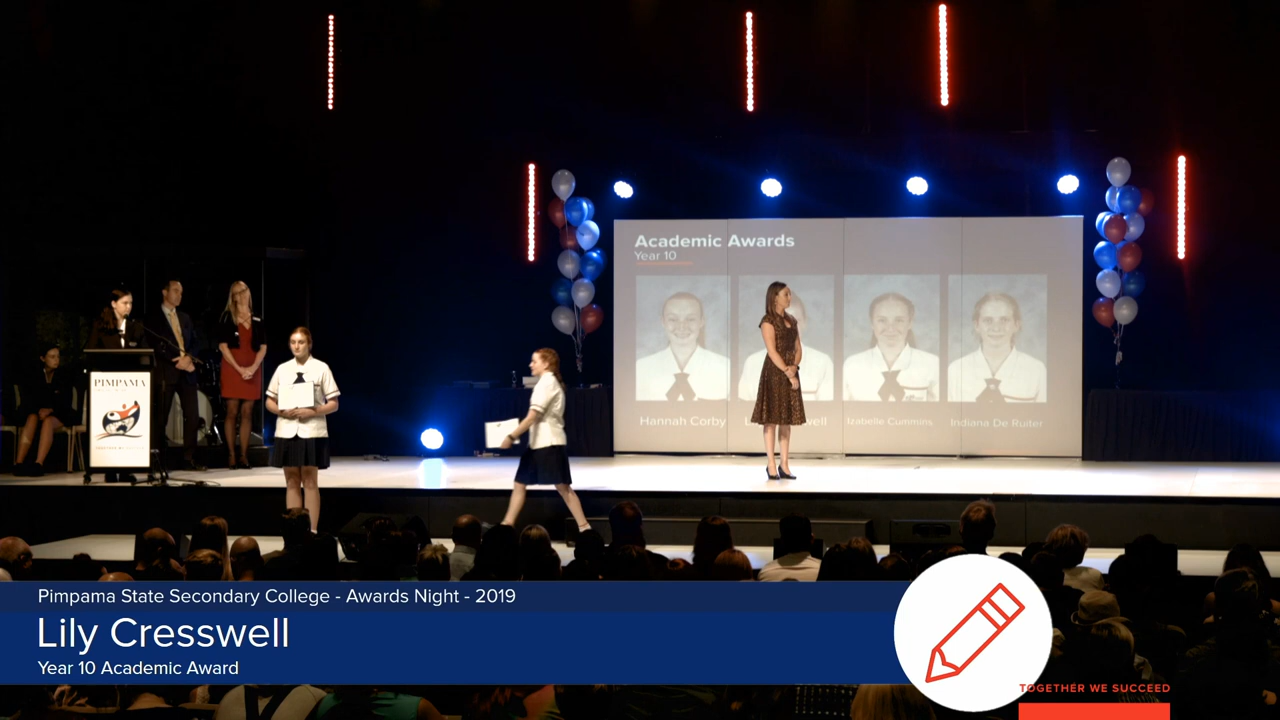 Academic Awards
Year 10
Hannah Corby
Izabelle Cummins
Indiana De Ruiter
PIMPAMA
Pimpama State Secondary College - Awards Night - 2019
Lily Cresswell
Year 10 Academic Award
TOGETHER WE SUCCEED